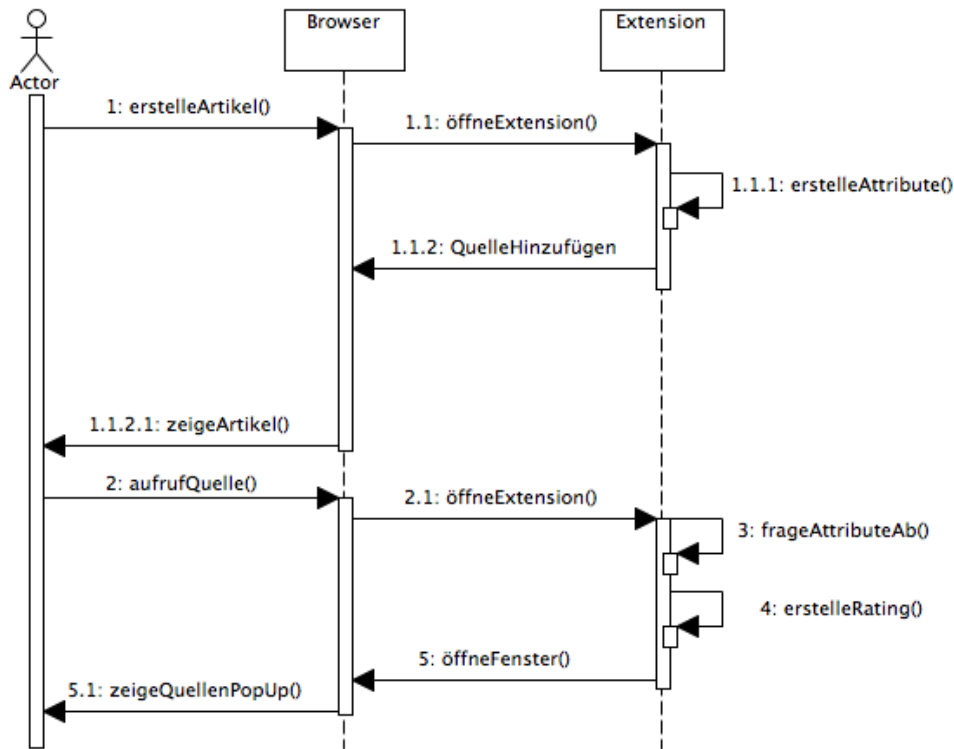 Browser
Extension
Actor
1: erstelleArtikel()
1.1: öffneExtension()
1.1.1: erstelleAttribute()
1.1.2: QuelleHinzufügen
1.1.2.1: zeigeArtikel()
2: aufrufQuelle()
2.1: öffneExtension()
3: frageAttributeAb()
4: erstelleRating()
5: öffneFenster()
5.1: zeigeQuellenPopUp()